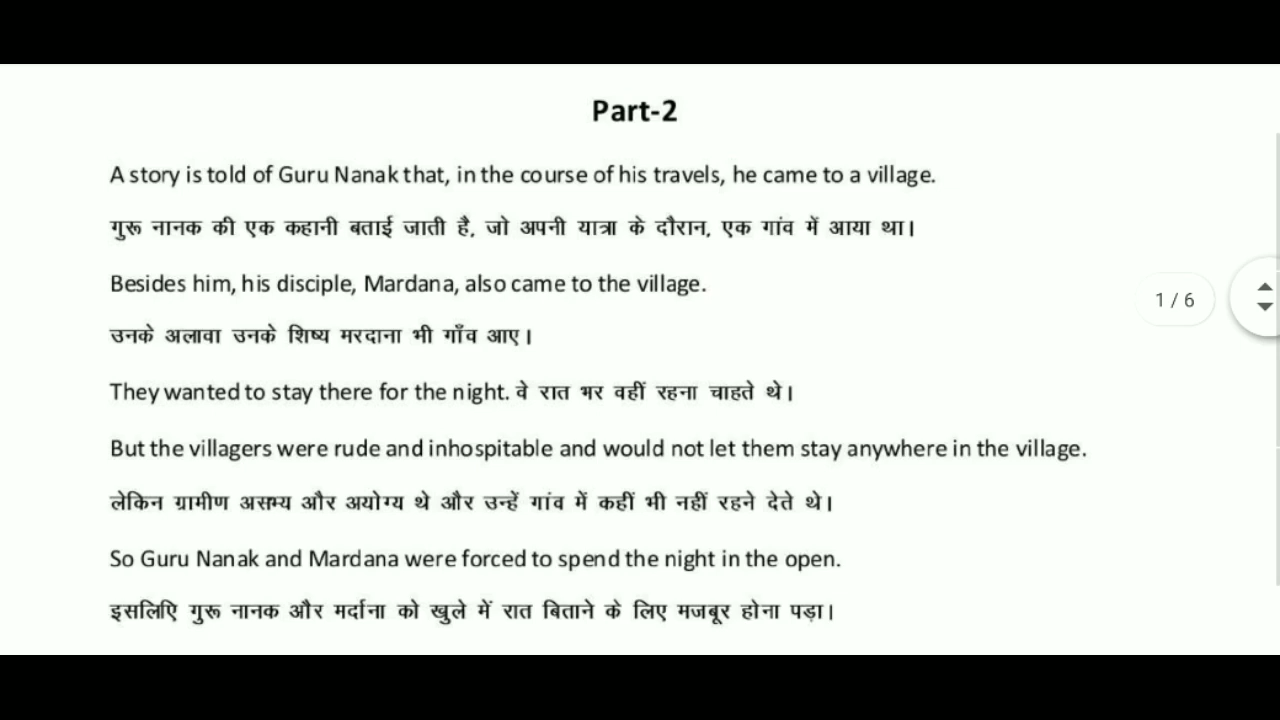 Part-2
A story is told of Guru Nanak that, in the course of his travels, he came to a village.
गुरू नानक की एक कहानी बताई जाती है, जो अपनी यात्रा के दौरान, एक गांव में आया था।
Besides him, his disciple, Mardana, also came to the village.
उनके अलावा उनके शिष्य मरदाना भी गाँव आए।
They wanted to stay there for the night. वे रात भर वहीं रहना चाहते थे।
1 / 6
But the villagers were rude and inhospitable and would not let them stay anywhere in the village.
लेकिन ग्रामीण असभ्य और अयोग्य थे और उन्हें गांव में कहीं भी नहीं रहने देते थे।
So Guru Nanak and Mardana were forced to spend the night in the open.
इसलिए गुरू नानक और मर्दाना को खुले में रात बिताने के लिए मजबूर होना पड़ा।